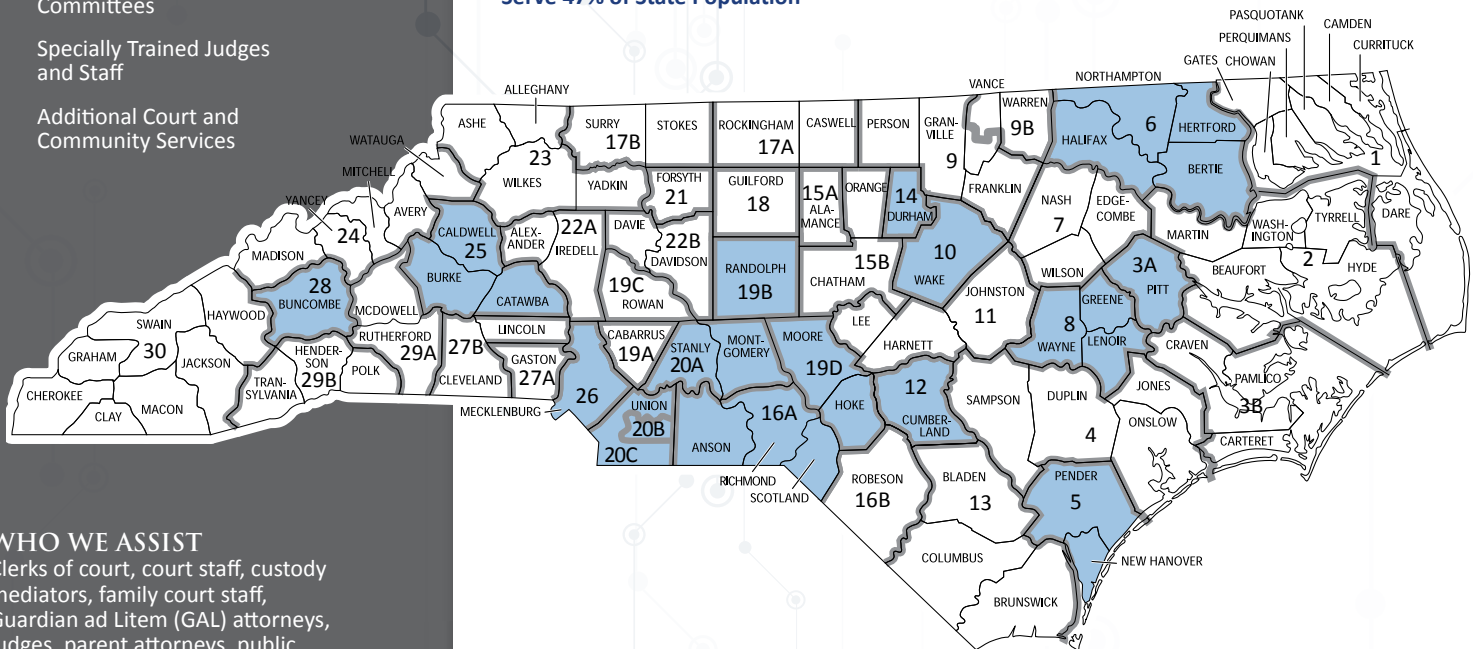 Committees
Specially Trained Judges
and Staff
Additional Court and
Community Services
WHO WE ASSIST
Clerks of court, court staff, custody
mediators, family court staff,
Guardian ad Litem (GAL) attorneys,
judges, parent attorneys, public
Serve 47% of State Population
PASQUOTANK
CAMDEN
PERQUIMANS
CURRITUCK
GATES
CHOWAN
NORTHAMPTON
VANCE
ALLEGHANY
ASHE
SURRY
17B
STOKES
ROCKINGHAM
17A
CASWELL
PERSON
GRAN-
VILLE
9
WARREN
9B
HALIFAX
6
HERTFORD
BERTIE
1
WATAUGA
23
WILKES
YADKIN
FORSYTH
21
GUILFORD
18
15A
ALA-
MANCE
ORANGE
14
DURHAM
FRANKLIN
NASH
7
EDGE-
COMBE
MARTIN
WASH-
INGTON
TYRRELL
DARE
MITCHELL
YANCEY
AVERY
24
MADISON
CALDWELL
25
BURKE
CATAWBA
ALEX-
ANDER
22A
IREDELL
DAVIE
22B
DAVIDSON
19C
ROWAN
RANDOLPH
19B
15B
CHATHAM
10
WAKE
WILSON
JOHNSTON
11
3A
PITT
GREENE
8
WAYNE
LENOIR
BEAUFORT
2
HYDE
28
BUNCOMBE
MCDOWELL
HAYWOOD
SWAIN
30
GRAHAM
JACKSON
CHEROKEE
CLAY
MACON
HENDER-
SON
29B
TRAN-
SYLVANIA
POLK
RUTHERFORD
29A
27B
CLEVELAND
LINCOLN
GASTON
27A
MECKLENBURG
26
CABARRUS
19A
STANLY
20A
MONT-
GOMERY
MOORE
19D
LEE
HARNETT
HOKE
12
CUMBER-
LAND
SAMPSON
DUPLIN
4
CRAVEN
JONES
ONSLOW
PAMLICO
3B
CARTERET
UNION
20B
20C
ANSON
16A
RICHMOND
SCOTLAND
ROBESON
16B
BLADEN
13
COLUMBUS
BRUNSWICK
PENDER
5
NEW HANOVER